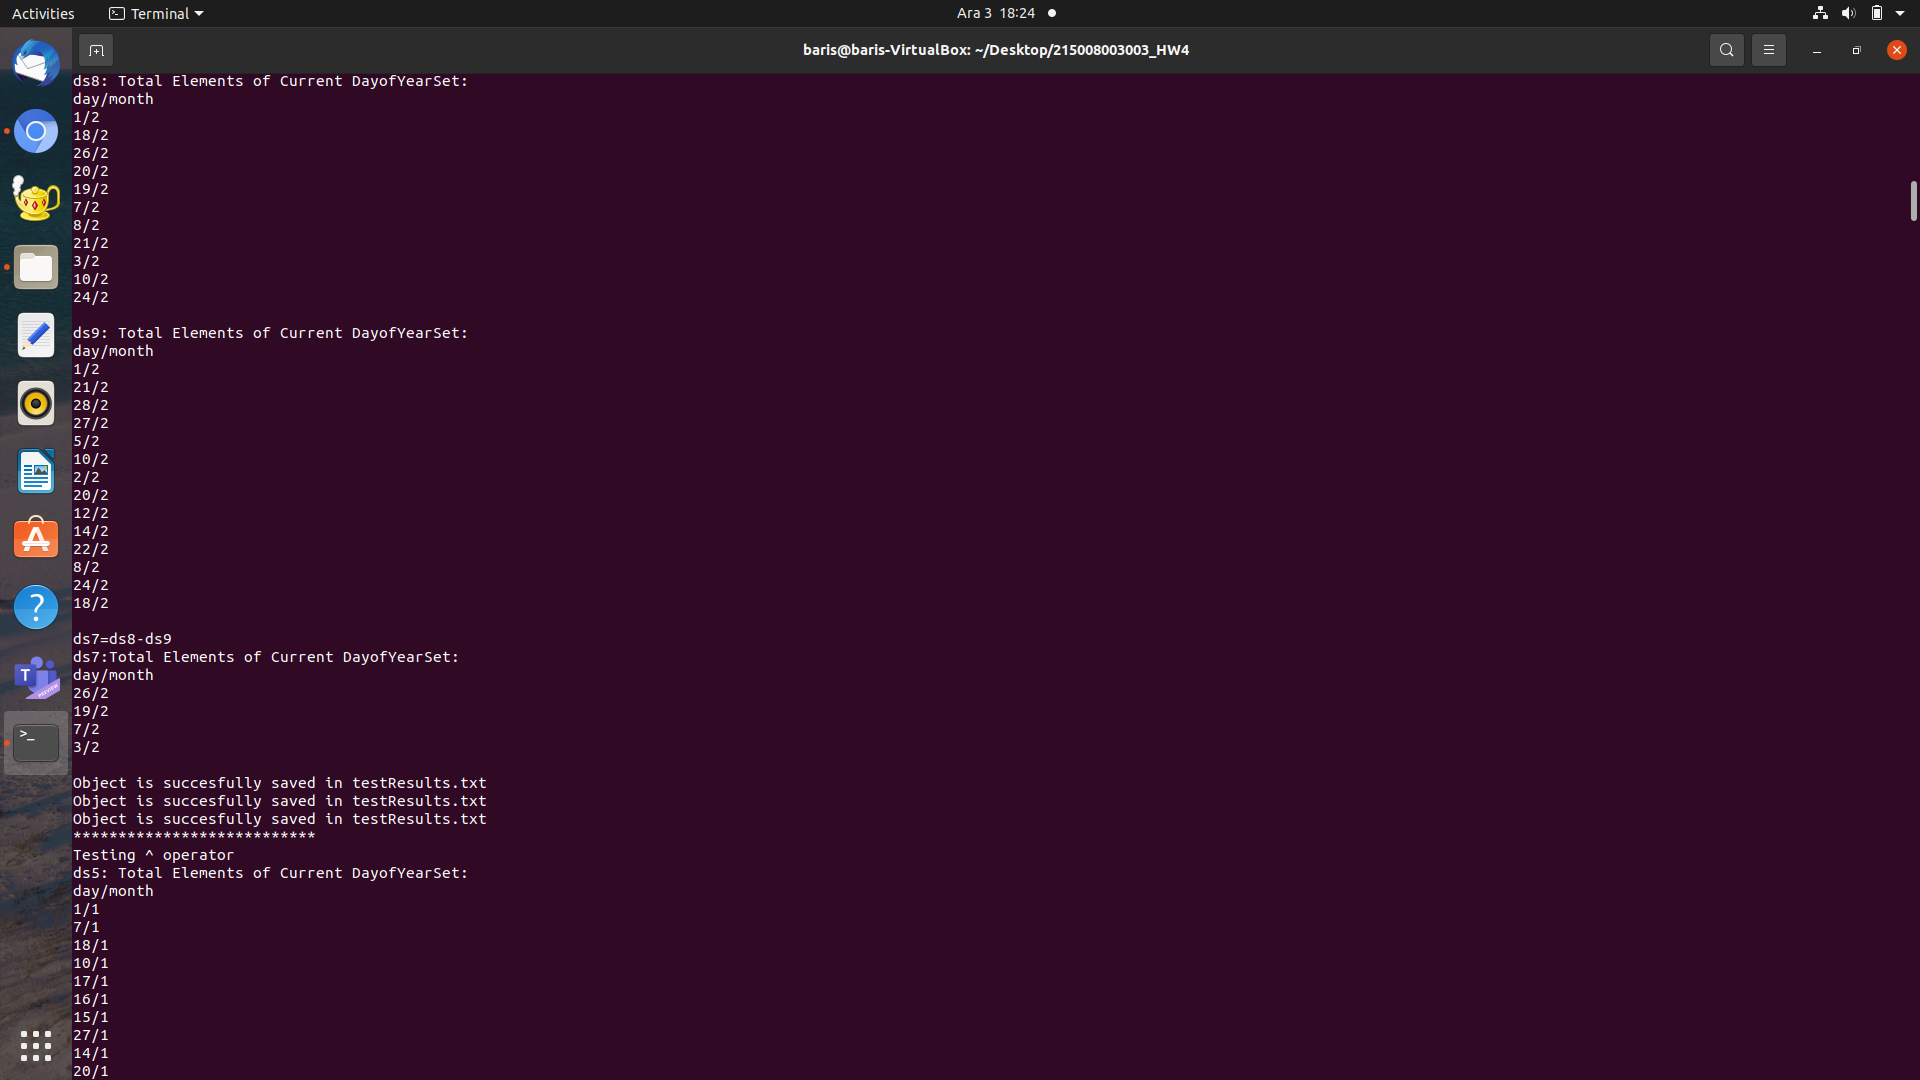 Activities
Terminal
Ara 3 18:24
baris@baris-VirtualBox: ~/Desktop/215008003003_HW4
ds8: Total Elements of Current DayofYearSet:
day/month
1/2
18/2
26/2
20/2
19/2
7/2
8/2
21/2
3/2
10/2
24/2
ds9: Total Elements of Current DayofYearSet:
day/month
1/2
21/2
28/2
27/2
5/2
10/2
2/2
20/2
12/2
14/2
22/2
8/2
24/2
18/2
ds7=ds8-ds9
ds7:Total Elements of Current DayofYearSet:
day/month
26/2
19/2
7/2
3/2
Object is succesfully saved in testResults.txt
Object is succesfully saved in testResults.txt
Object is succesfully saved in testResults.txt
***************************
Testing ^ operator
ds5: Total Elements of Current DayofYearSet:
day/month
1/1
7/1
18/1
10/1
17/1
16/1
15/1
27/1
14/1
20/1